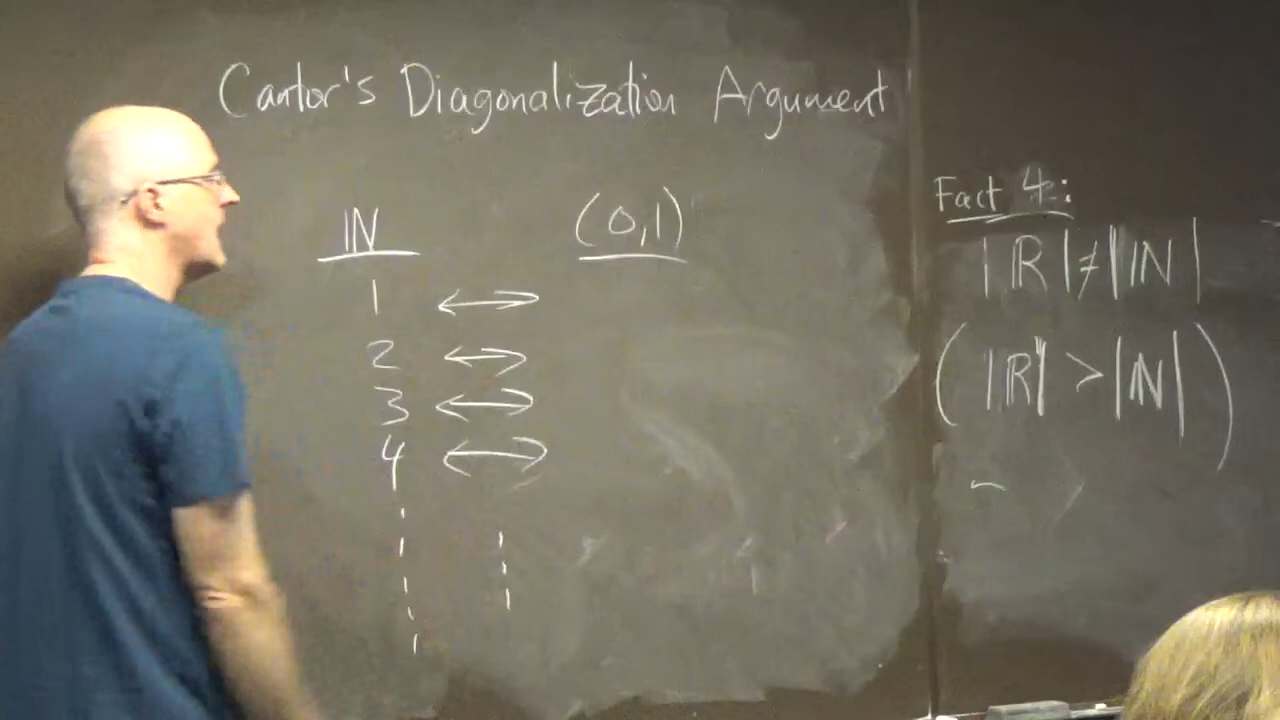 Cantor's Diagonalization Argument
ℕ (0,1)
1 ⟷
2 ⟷
3 ⟷
4 ⟷
Fact 4:
|ℝ|≠|ℕ|
(|ℝ|>|ℕ|)